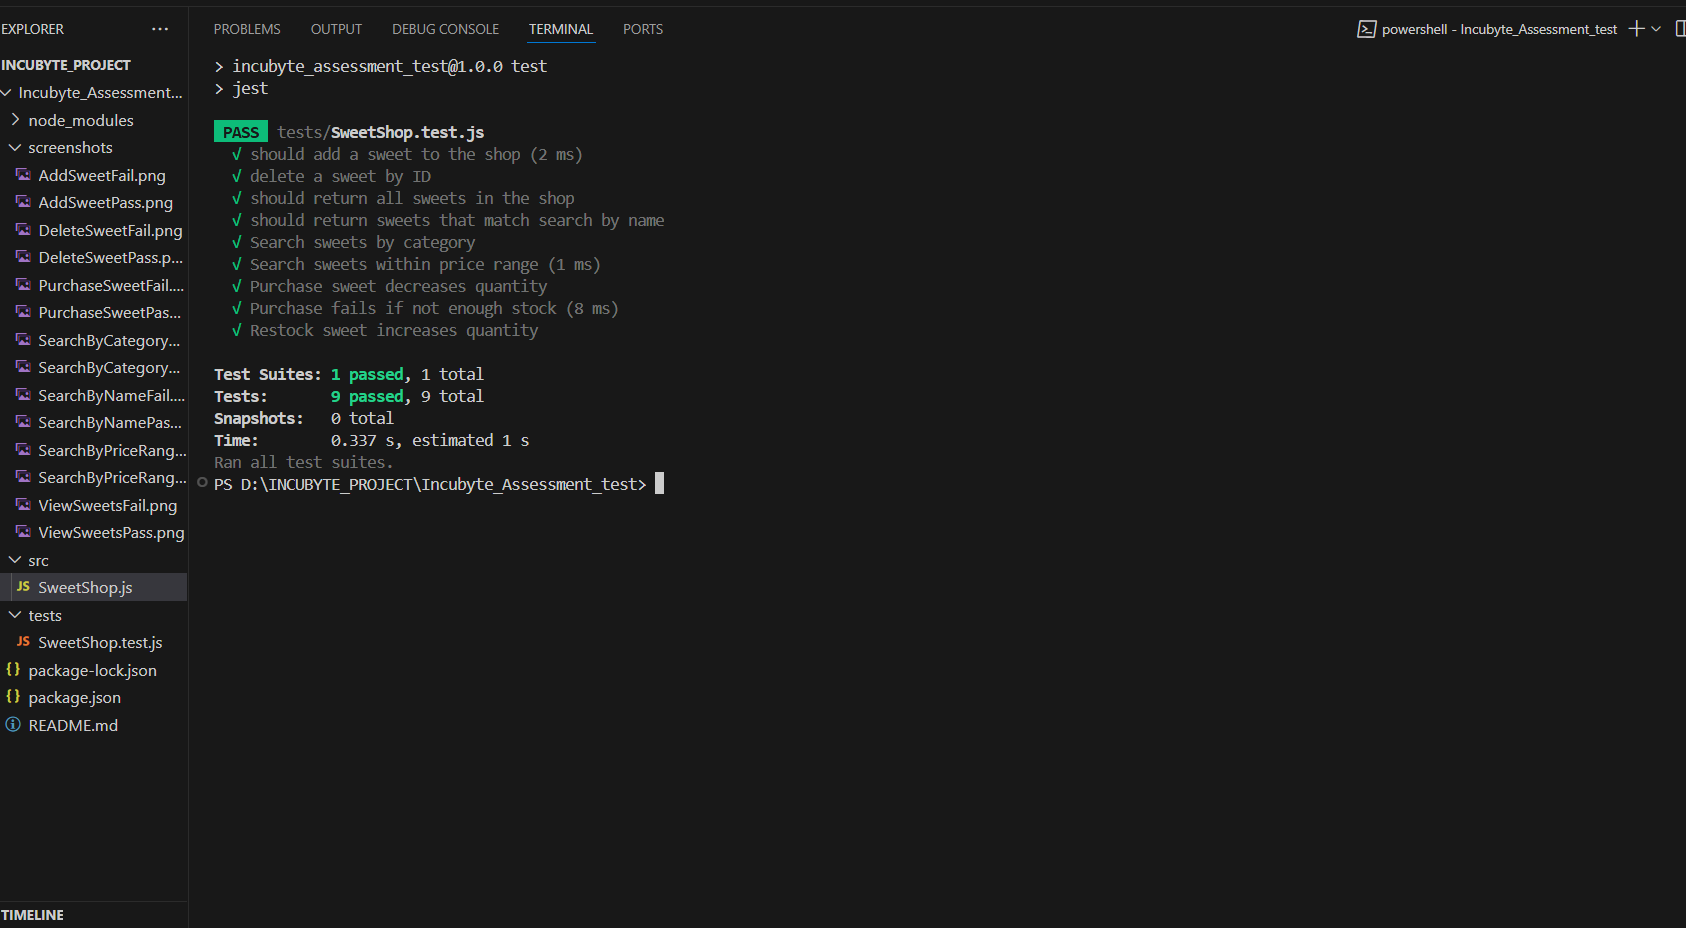 EXPLORER
INCUBYTE_PROJECT
Incubyte_Assessment...
node_modules
screenshots
AddSweetFail.png
AddSweetPass.png
DeleteSweetFail.png
DeleteSweetPass.p...
PurchaseSweetFail....
PurchaseSweetPas...
SearchByCategory...
SearchByCategory...
SearchByNameFail....
SearchByNamePas...
SearchByPriceRang...
SearchByPriceRang...
ViewSweetsFail.png
ViewSweetsPass.png
src
JS SweetShop.js
tests
JS SweetShop.test.js
{} package-lock.json
{} package.json
README.md
TIMELINE
PROBLEMS OUTPUT DEBUG CONSOLE TERMINAL PORTS
powershell - Incubyte_Assessment_test
> incubyte_assessment_test@1.0.0 test
> jest
PASS tests/SweetShop.test.js
√ should add a sweet to the shop (2 ms)
√ delete a sweet by ID
√ should return all sweets in the shop
√ should return sweets that match search by name
√ Search sweets by category
√ Search sweets within price range (1 ms)
√ Purchase sweet decreases quantity
√ Purchase fails if not enough stock (8 ms)
√ Restock sweet increases quantity
Test Suites: 1 passed, 1 total
Tests: 9 passed, 9 total
Snapshots: 0 total
Time: 0.337 s, estimated 1 s
Ran all test suites.
PS D:\INCUBYTE_PROJECT\Incubyte_Assessment_test>